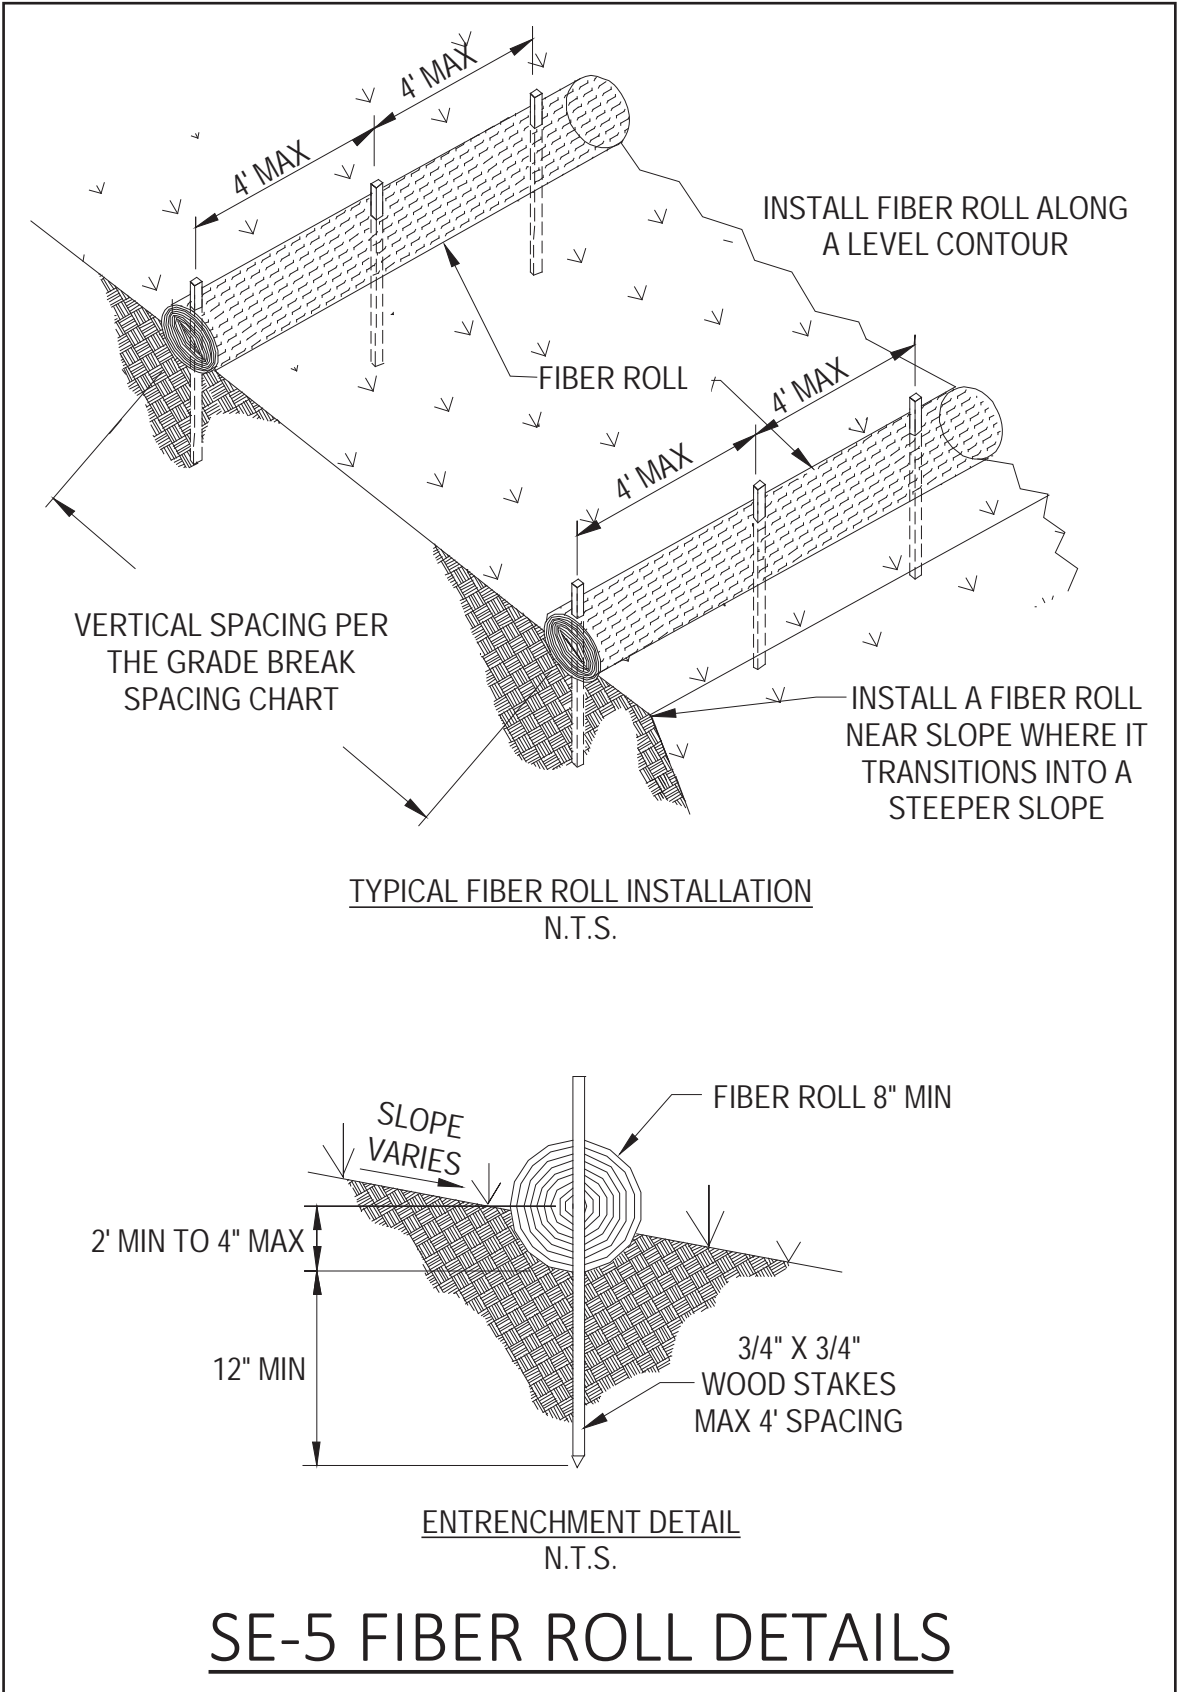 4' MAX
4' MAX
INSTALL FIBER ROLL ALONG
A LEVEL CONTOUR
FIBER ROLL
4' MAX
4' MAX
VERTICAL SPACING PER
THE GRADE BREAK
SPACING CHART
INSTALL A FIBER ROLL
NEAR SLOPE WHERE IT
TRANSITIONS INTO A
STEEPER SLOPE
TYPICAL FIBER ROLL INSTALLATION
N.T.S.
FIBER ROLL 8" MIN
SLOPE
VARIES
2' MIN TO 4" MAX
12" MIN
3/4" X 3/4"
WOOD STAKES
MAX 4' SPACING
ENTRENCHMENT DETAIL
N.T.S.
SE-5 FIBER ROLL DETAILS